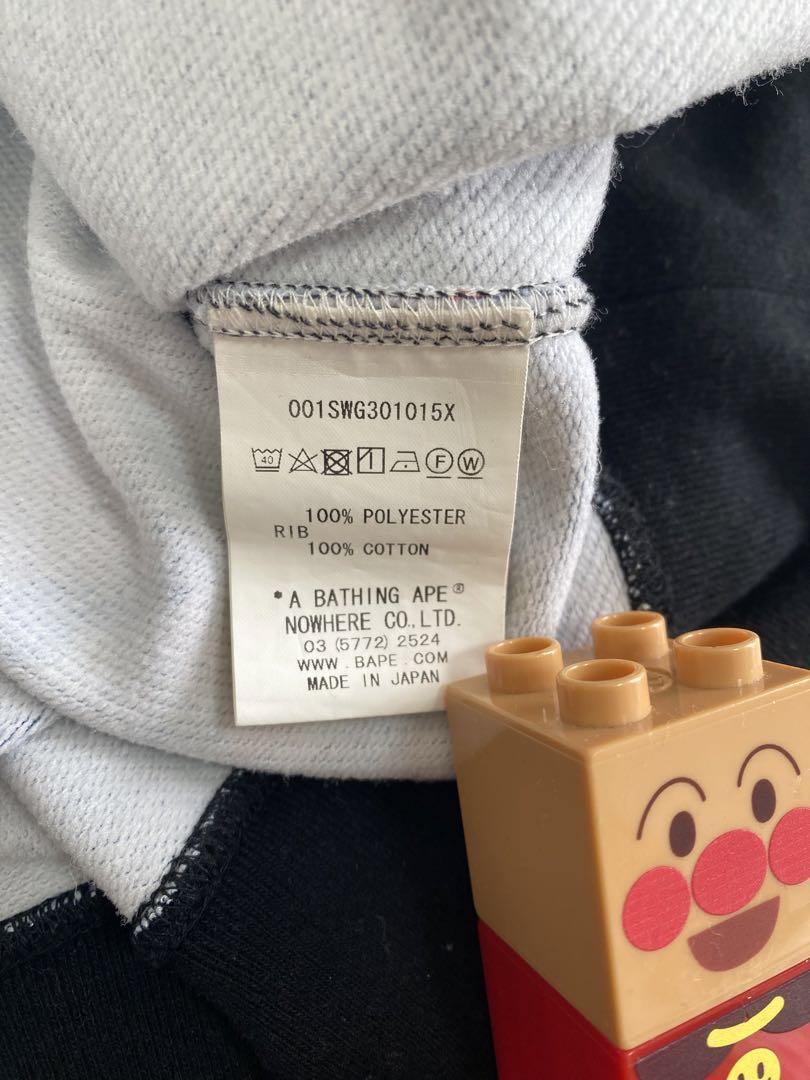 001SWG301015X
40 F W
100% POLYESTER
RIB
100% COTTON
*A BATHING APE®
NOWHERE CO.,LTD.
03 (5772) 2524
WWW.BAPE.COM
MADE IN JAPAN